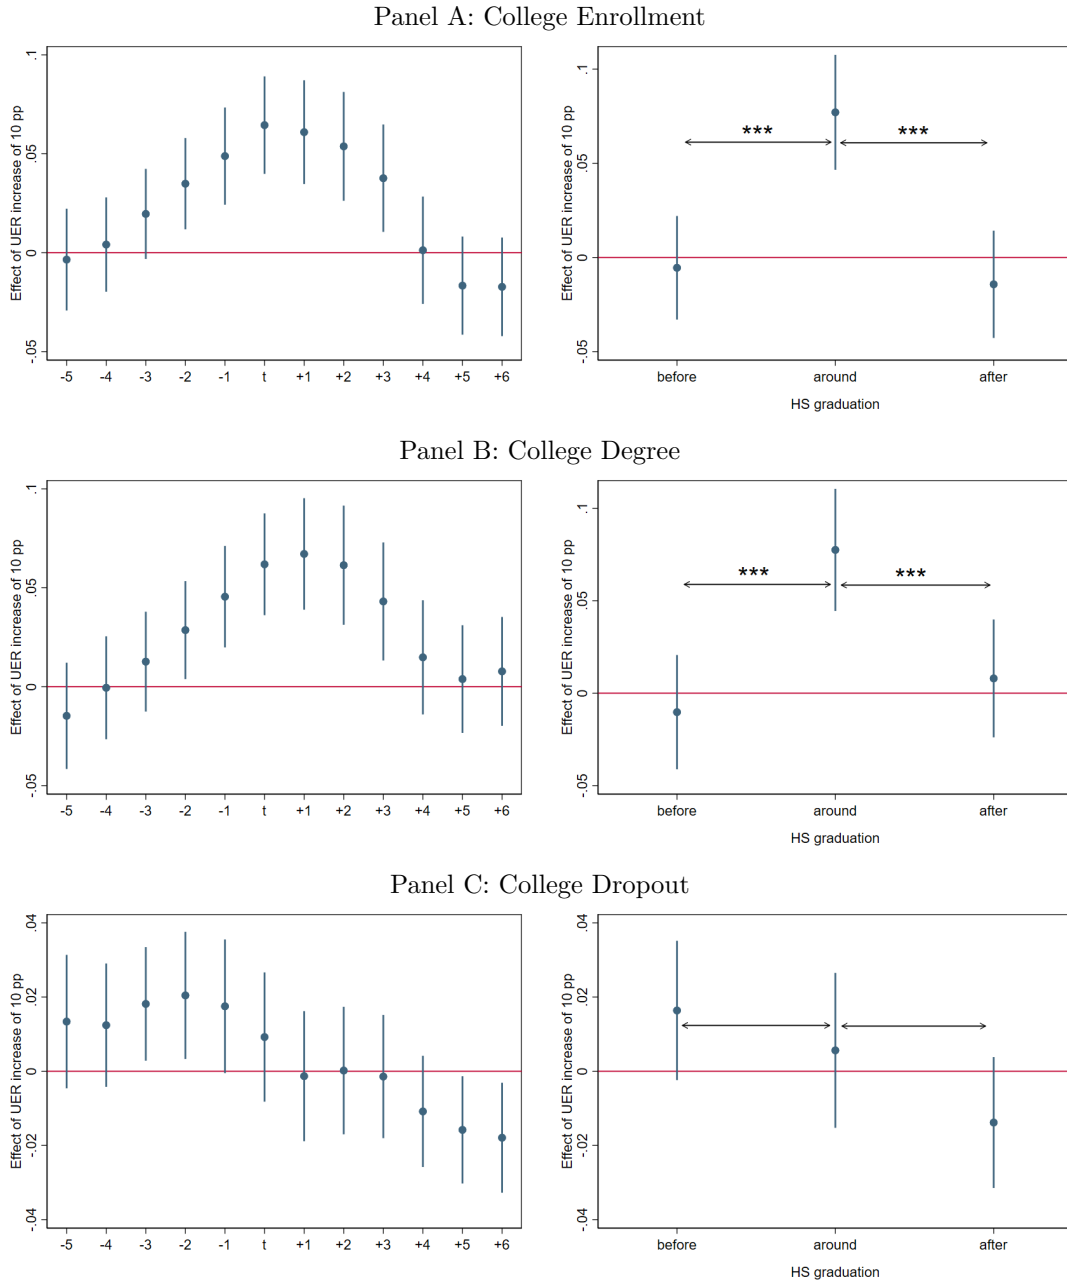 Panel A: College Enrollment
Effect of UER increase of 10 pp
.1
.05
0
-.05
-5 -4 -3 -2 -1 t +1 +2 +3 +4 +5 +6
Effect of UER increase of 10 pp
.1
.05
0
-.05
*** ***
before around after
HS graduation
Panel B: College Degree
Effect of UER increase of 10 pp
.1
.05
0
-.05
-5 -4 -3 -2 -1 t +1 +2 +3 +4 +5 +6
Effect of UER increase of 10 pp
.1
.05
0
-.05
*** ***
before around after
HS graduation
Panel C: College Dropout
Effect of UER increase of 10 pp
.04
.02
0
-.02
-.04
-5 -4 -3 -2 -1 t +1 +2 +3 +4 +5 +6
Effect of UER increase of 10 pp
.04
.02
0
-.02
-.04
before around after
HS graduation